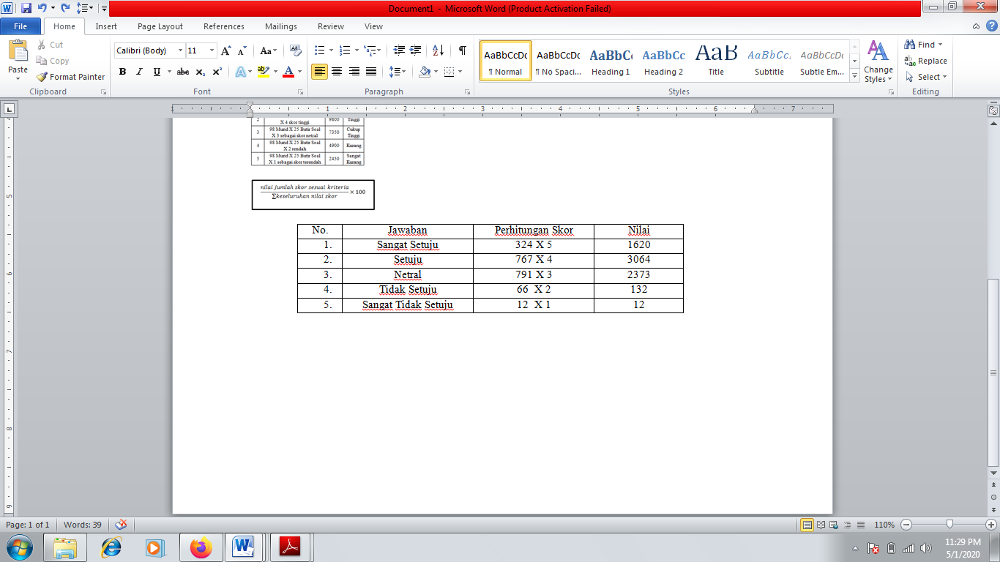 Document1 - Microsoft Word (Product Activation Failed)
File Home Insert Page Layout References Mailings Review View
Paste
Cut
Copy
Format Painter
Clipboard
Calibri (Body) 11
Font
Paragraph
AaBbCcDc AaBbCcDc AaBbCc AaBbCc AaB AaBbCc. AaBbCcDc
¶ Normal ¶ No Spaci... Heading 1 Heading 2 Title Subtitle Subtle Em...
Change Styles
Styles
Find
Replace
Select
Editing
2 X 4 skor tinggi 9800 Tinggi
3 98 Murid X 25 Butir Soal X 3 sebagai skor netral 7350 Cukup Tinggi
4 98 Murid X 25 Butir Soal X 2 rendah 4900 Kurang
5 98 Murid X 25 Butir Soal X 1 sebagai skor terendah 2450 Sangat Kurang
nilai jumlah skor sesuai kriteria
∑keseluruhan nilai skor × 100
No. Jawaban Perhitungan Skor Nilai
1. Sangat Setuju 324 X 5 1620
2. Setuju 767 X 4 3064
3. Netral 791 X 3 2373
4. Tidak Setuju 66 X 2 132
5. Sangat Tidak Setuju 12 X 1 12
Page: 1 of 1 Words: 39 110%
11:29 PM
5/1/2020